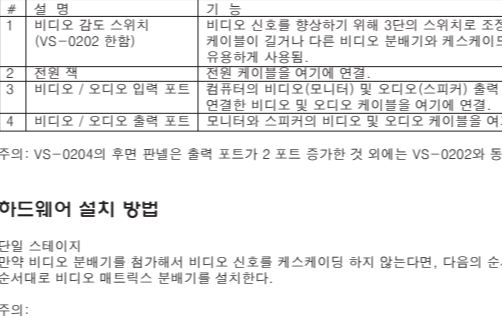 # 설 명 기 능
1 비디오 감도 스위치 비디오 신호를 향상하기 위해 3단의 스위치로 조정
(VS-0202 한함) 케이블이 길거나 다른 비디오 분배기와 케스케이드
유용하게 사용됨.
2 전원 잭 전원 케이블을 여기에 연결.
3 비디오 / 오디오 입력 포트 컴퓨터의 비디오(모니터) 및 오디오(스피커) 출력
연결한 비디오 및 오디오 케이블을 여기에 연결.
4 비디오 / 오디오 출력 포트 모니터와 스피커의 비디오 및 오디오 케이블을 여
주의: VS-0204의 후면 판넬은 출력 포트가 2 포트 증가한 것 외에는 VS-0202와 동
하드웨어 설치 방법
단일 스테이지
만약 비디오 분배기를 첨가해서 비디오 신호를 케스케이딩 하지 않는다면, 다음의 순
순서대로 비디오 매트릭스 분배기를 설치한다.
주의: